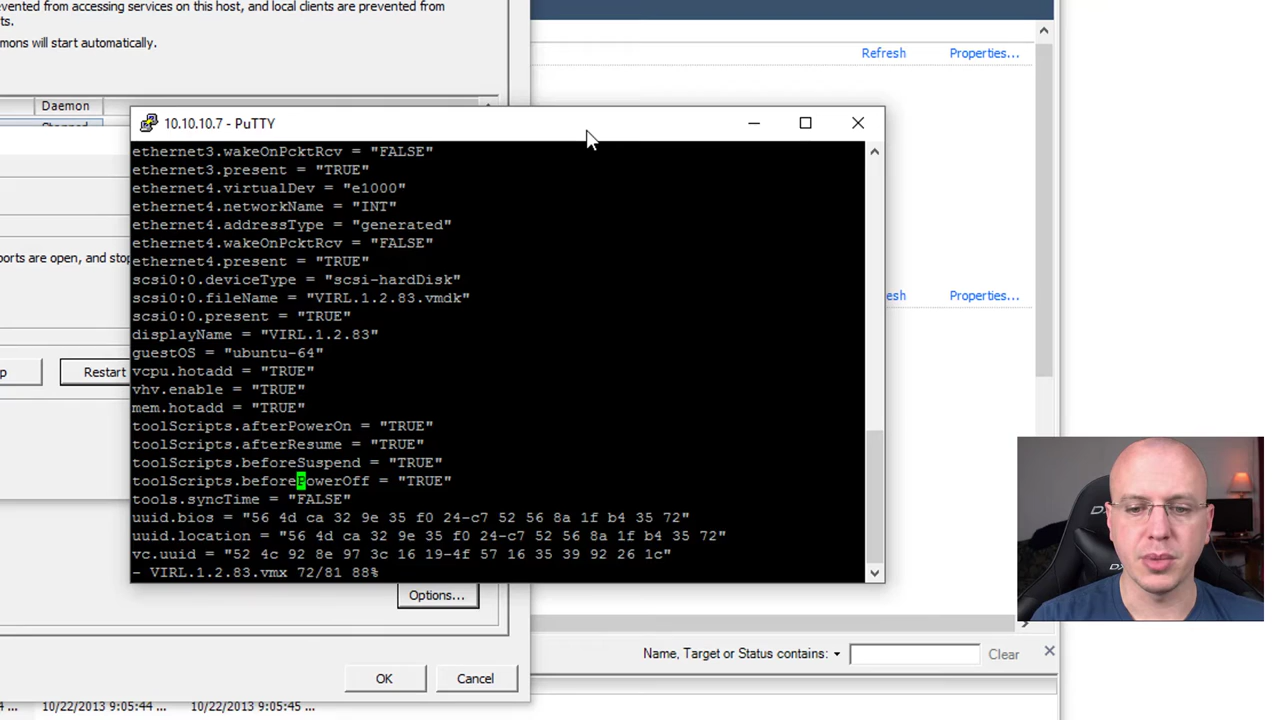 evented from accessing services on this host, and local clients are prevented from
ts.
mons will start automatically.
Refresh Properties...
Daemon
Stopped
10.10.10.7 - PuTTY
ethernet3.wakeOnPcktRcv = "FALSE"
ethernet3.present = "TRUE"
ethernet4.virtualDev = "e1000"
ethernet4.networkName = "INT"
ethernet4.addressType = "generated"
ethernet4.wakeOnPcktRcv = "FALSE"
ethernet4.present = "TRUE"
scsi0:0.deviceType = "scsi-hardDisk"
scsi0:0.fileName = "VIRL.1.2.83.vmdk"
scsi0:0.present = "TRUE"
displayName = "VIRL.1.2.83"
guestOS = "ubuntu-64"
vcpu.hotadd = "TRUE"
vhv.enable = "TRUE"
mem.hotadd = "TRUE"
toolScripts.afterPowerOn = "TRUE"
toolScripts.afterResume = "TRUE"
toolScripts.beforeSuspend = "TRUE"
toolScripts.beforePowerOff = "TRUE"
tools.syncTime = "FALSE"
uuid.bios = "56 4d ca 32 9e 35 f0 24-c7 52 56 8a 1f b4 35 72"
uuid.location = "56 4d ca 32 9e 35 f0 24-c7 52 56 8a 1f b4 35 72"
vc.uuid = "52 4c 92 8e 97 3c 16 19-4f 57 16 35 39 92 26 1c"
- VIRL.1.2.83.vmx 72/81 88%
orts are open, and stop
esh Properties...
p Restart
Options...
Name, Target or Status contains: Clear
OK Cancel
4 ... 10/22/2013 9:05:44 ... 10/22/2013 9:05:45 ...